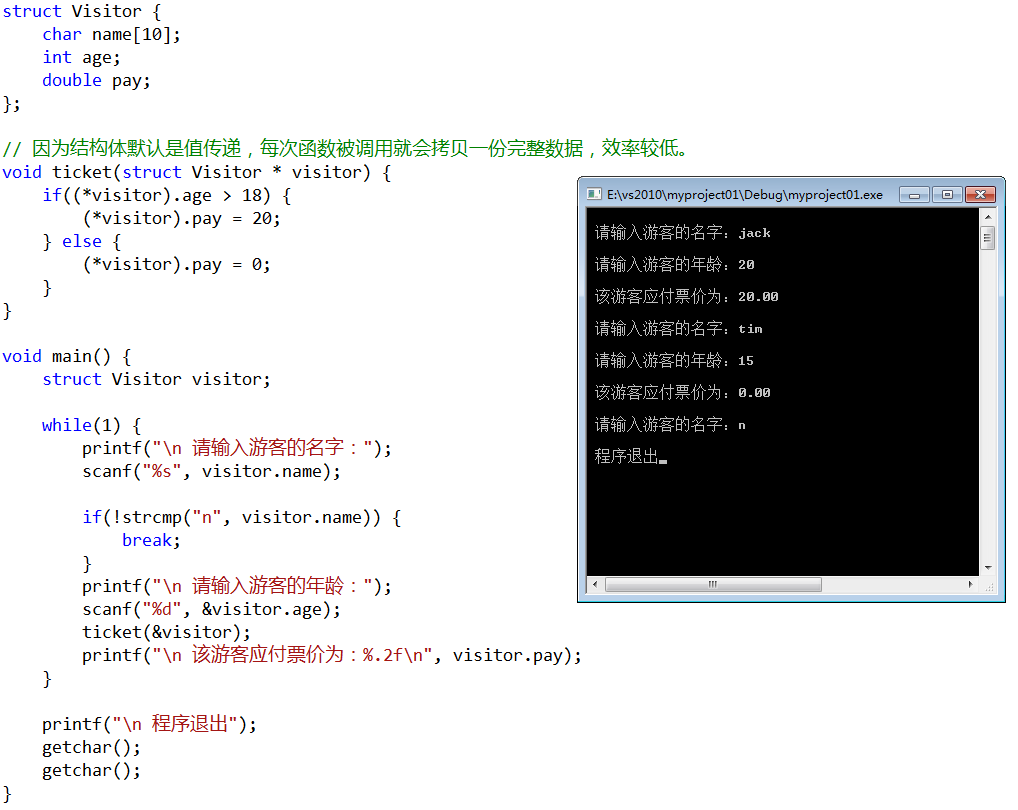 struct Visitor {
    char name[10];
    int age;
    double pay;
};
// 因为结构体默认是值传递，每次函数被调用就会拷贝一份完整数据，效率较低。
void ticket(struct Visitor * visitor) {
    if((*visitor).age > 18) {
        (*visitor).pay = 20;
    } else {
        (*visitor).pay = 0;
    }
}
void main() {
    struct Visitor visitor;
    while(1) {
        printf("\n 请输入游客的名字：");
        scanf("%s", visitor.name);
        if(!strcmp("n", visitor.name)) {
            break;
        }
        printf("\n 请输入游客的年龄：");
        scanf("%d", &visitor.age);
        ticket(&visitor);
        printf("\n 该游客应付票价为：%.2f\n", visitor.pay);
    }
    printf("\n 程序退出");
    getchar();
    getchar();
}
E:\vs2010\myproject01\Debug\myproject01.exe
请输入游客的名字：jack
请输入游客的年龄：20
该游客应付票价为：20.00
请输入游客的名字：tim
请输入游客的年龄：15
该游客应付票价为：0.00
请输入游客的名字：n
程序退出